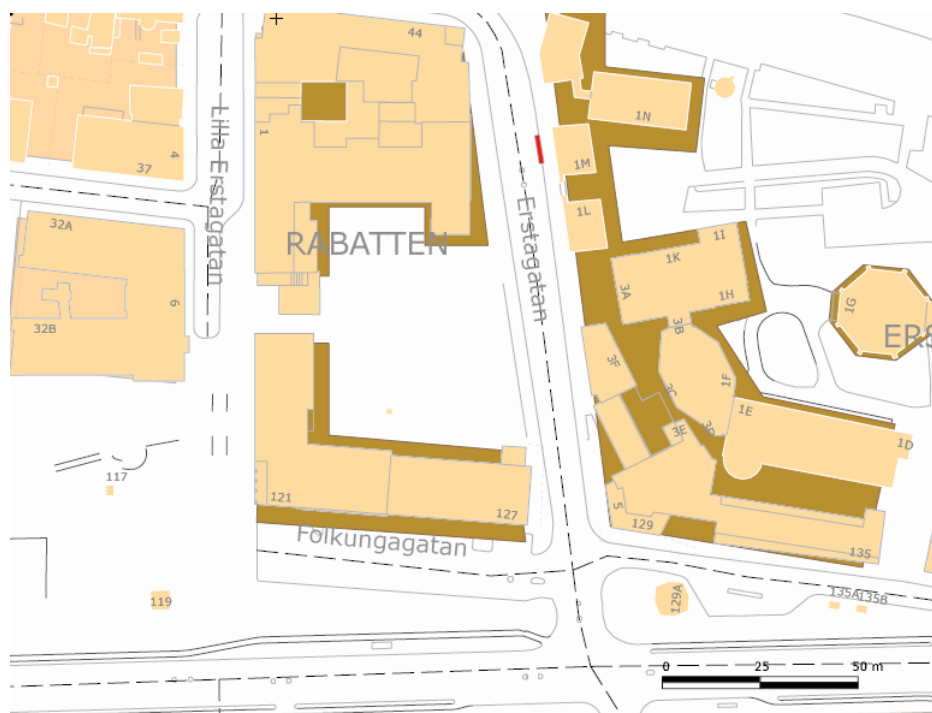 44
1N
1
4
37
1M
Lilla Erstagatan
Erstagatan
1L
32A
RABATTEN
1I
1K
3A
1H
6
32B
1G
3B
ERS
3F
1F
3C
1E
3D
3E
1D
117
121
127
5
129
135
Folkungagatan
119
129A
135A
135B
0 25 50 m